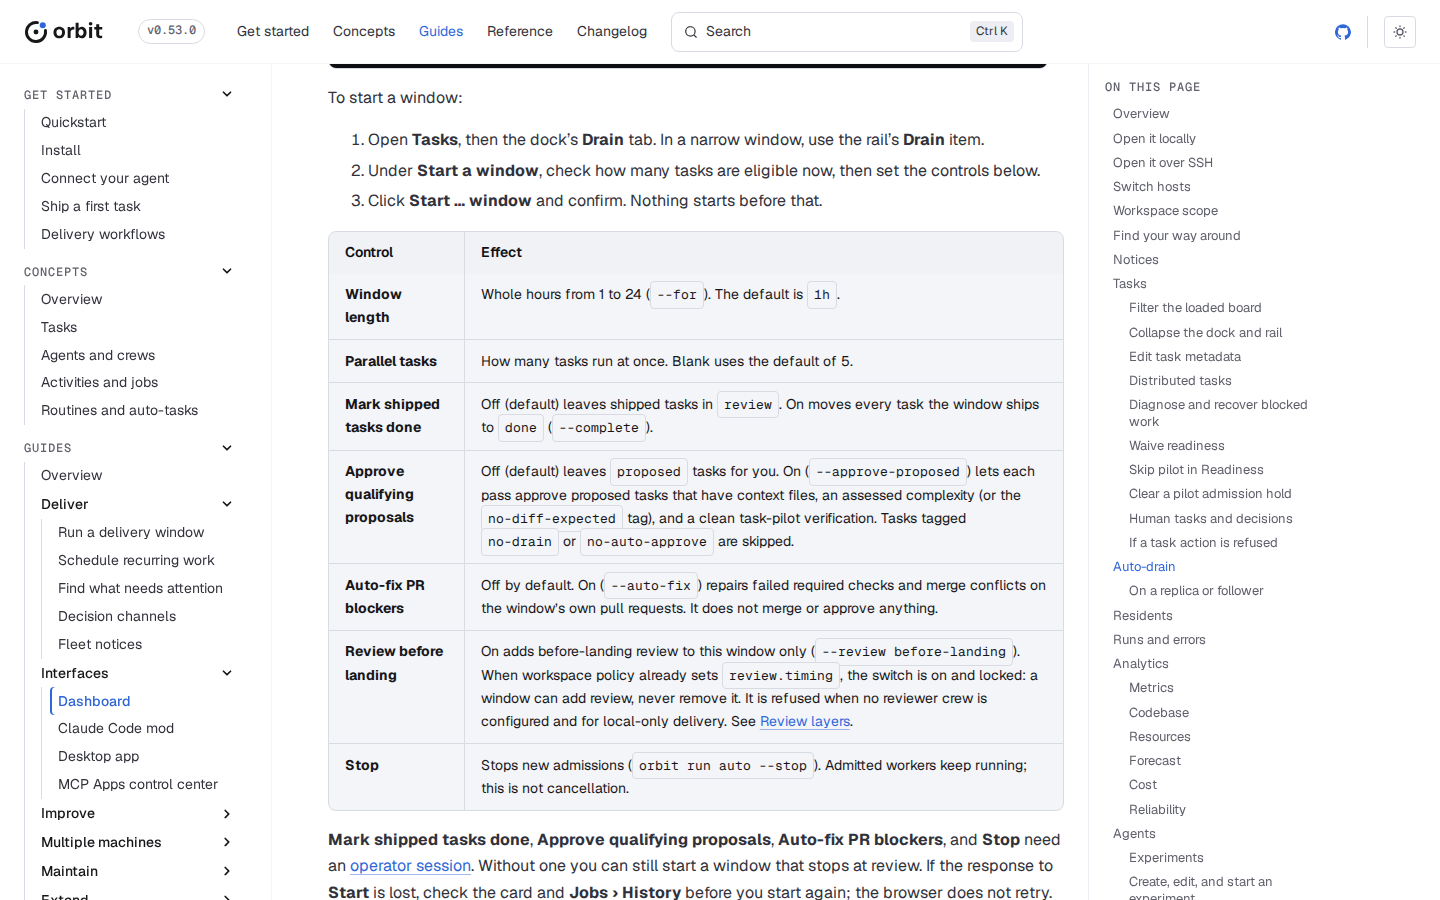 orbit
v0.53.0
Get started
Concepts
Guides
Reference
Changelog
Search
Ctrl K
GET STARTED
Quickstart
Install
Connect your agent
Ship a first task
Delivery workflows
CONCEPTS
Overview
Tasks
Agents and crews
Activities and jobs
Routines and auto-tasks
GUIDES
Overview
Deliver
Run a delivery window
Schedule recurring work
Find what needs attention
Decision channels
Fleet notices
Interfaces
Dashboard
Claude Code mod
Desktop app
MCP Apps control center
Improve
Multiple machines
Maintain
Extend
To start a window:
1. Open Tasks, then the dock’s Drain tab. In a narrow window, use the rail’s Drain item.
2. Under Start a window, check how many tasks are eligible now, then set the controls below.
3. Click Start … window and confirm. Nothing starts before that.
Control
Effect
Window
length
Whole hours from 1 to 24 (--for). The default is 1h.
Parallel tasks
How many tasks run at once. Blank uses the default of 5.
Mark shipped
tasks done
Off (default) leaves shipped tasks in review. On moves every task the window ships
to done (--complete).
Approve
qualifying
proposals
Off (default) leaves proposed tasks for you. On (--approve-proposed) lets each
pass approve proposed tasks that have context files, an assessed complexity (or the
no-diff-expected tag), and a clean task-pilot verification. Tasks tagged
no-drain or no-auto-approve are skipped.
Auto-fix PR
blockers
Off by default. On (--auto-fix) repairs failed required checks and merge conflicts on
the window’s own pull requests. It does not merge or approve anything.
Review before
landing
On adds before-landing review to this window only (--review before-landing).
When workspace policy already sets review.timing, the switch is on and locked: a
window can add review, never remove it. It is refused when no reviewer crew is
configured and for local-only delivery. See Review layers.
Stop
Stops new admissions (orbit run auto --stop). Admitted workers keep running;
this is not cancellation.
Mark shipped tasks done, Approve qualifying proposals, Auto-fix PR blockers, and Stop need
an operator session. Without one you can still start a window that stops at review. If the response to
Start is lost, check the card and Jobs › History before you start again; the browser does not retry.
ON THIS PAGE
Overview
Open it locally
Open it over SSH
Switch hosts
Workspace scope
Find your way around
Notices
Tasks
Filter the loaded board
Collapse the dock and rail
Edit task metadata
Distributed tasks
Diagnose and recover blocked
work
Waive readiness
Skip pilot in Readiness
Clear a pilot admission hold
Human tasks and decisions
If a task action is refused
Auto-drain
On a replica or follower
Residents
Runs and errors
Analytics
Metrics
Codebase
Resources
Forecast
Cost
Reliability
Agents
Experiments
Create, edit, and start an
experiment